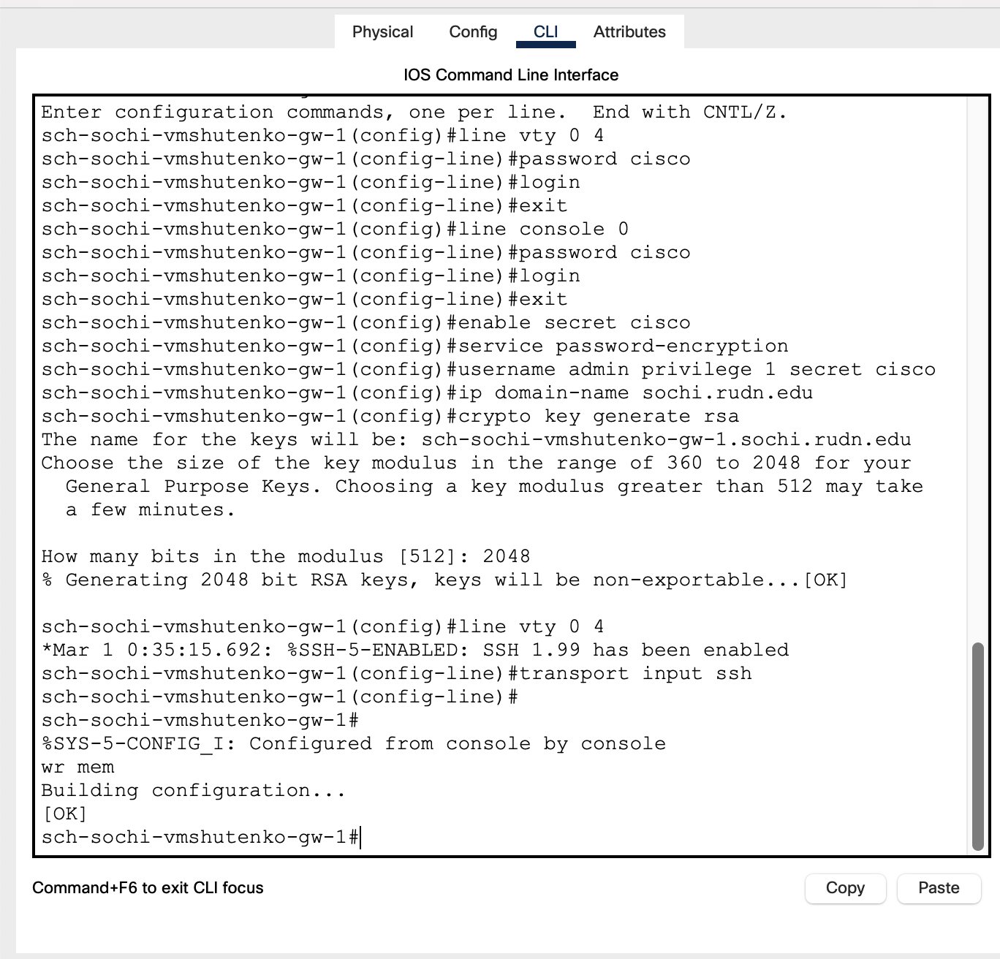 Physical Config CLI Attributes
IOS Command Line Interface
Enter configuration commands, one per line.  End with CNTL/Z.
sch-sochi-vmshutenko-gw-1(config)#line vty 0 4
sch-sochi-vmshutenko-gw-1(config-line)#password cisco
sch-sochi-vmshutenko-gw-1(config-line)#login
sch-sochi-vmshutenko-gw-1(config-line)#exit
sch-sochi-vmshutenko-gw-1(config)#line console 0
sch-sochi-vmshutenko-gw-1(config-line)#password cisco
sch-sochi-vmshutenko-gw-1(config-line)#login
sch-sochi-vmshutenko-gw-1(config-line)#exit
sch-sochi-vmshutenko-gw-1(config)#enable secret cisco
sch-sochi-vmshutenko-gw-1(config)#service password-encryption
sch-sochi-vmshutenko-gw-1(config)#username admin privilege 1 secret cisco
sch-sochi-vmshutenko-gw-1(config)#ip domain-name sochi.rudn.edu
sch-sochi-vmshutenko-gw-1(config)#crypto key generate rsa
The name for the keys will be: sch-sochi-vmshutenko-gw-1.sochi.rudn.edu
Choose the size of the key modulus in the range of 360 to 2048 for your
  General Purpose Keys. Choosing a key modulus greater than 512 may take
  a few minutes.
How many bits in the modulus [512]: 2048
% Generating 2048 bit RSA keys, keys will be non-exportable...[OK]
sch-sochi-vmshutenko-gw-1(config)#line vty 0 4
*Mar 1 0:35:15.692: %SSH-5-ENABLED: SSH 1.99 has been enabled
sch-sochi-vmshutenko-gw-1(config-line)#transport input ssh
sch-sochi-vmshutenko-gw-1(config-line)#
sch-sochi-vmshutenko-gw-1#
%SYS-5-CONFIG_I: Configured from console by console
wr mem
Building configuration...
[OK]
sch-sochi-vmshutenko-gw-1#
Command+F6 to exit CLI focus
Copy Paste